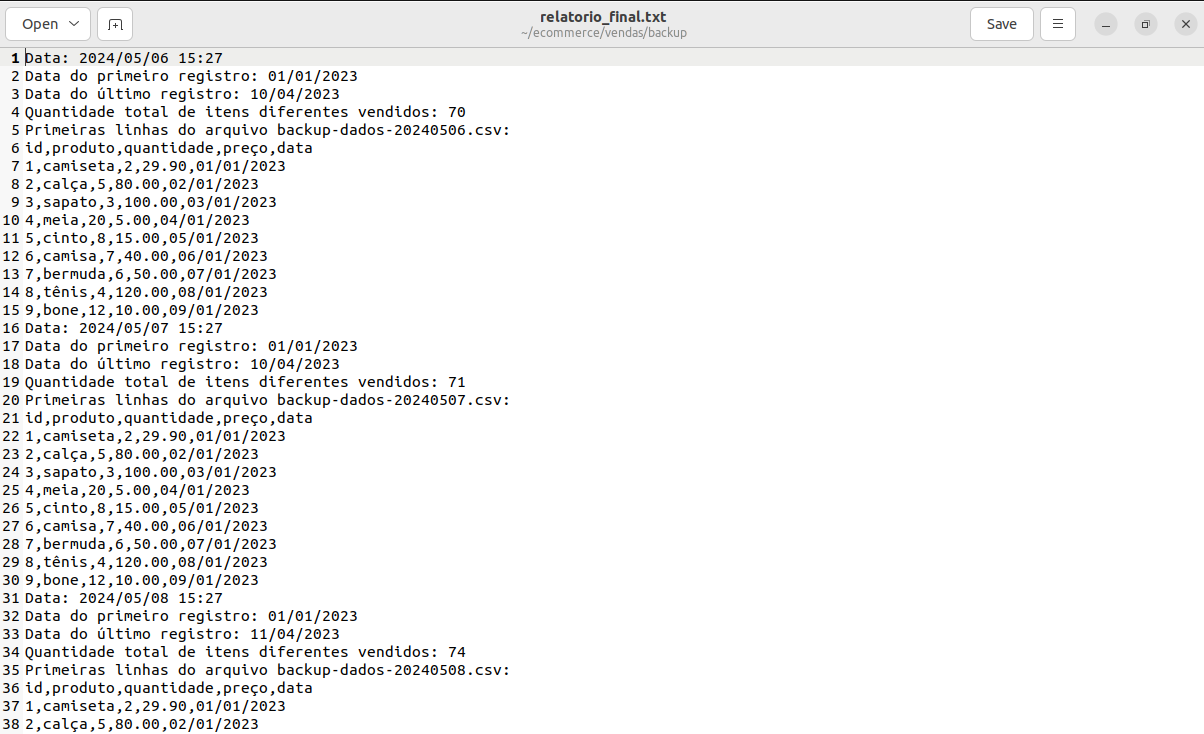 Open
relatorio_final.txt
~/ecommerce/vendas/backup
Save
1 Data: 2024/05/06 15:27
2 Data do primeiro registro: 01/01/2023
3 Data do último registro: 10/04/2023
4 Quantidade total de itens diferentes vendidos: 70
5 Primeiras linhas do arquivo backup-dados-20240506.csv:
6 id,produto,quantidade,preço,data
7 1,camiseta,2,29.90,01/01/2023
8 2,calça,5,80.00,02/01/2023
9 3,sapato,3,100.00,03/01/2023
10 4,meia,20,5.00,04/01/2023
11 5,cinto,8,15.00,05/01/2023
12 6,camisa,7,40.00,06/01/2023
13 7,bermuda,6,50.00,07/01/2023
14 8,tênis,4,120.00,08/01/2023
15 9,bone,12,10.00,09/01/2023
16 Data: 2024/05/07 15:27
17 Data do primeiro registro: 01/01/2023
18 Data do último registro: 10/04/2023
19 Quantidade total de itens diferentes vendidos: 71
20 Primeiras linhas do arquivo backup-dados-20240507.csv:
21 id,produto,quantidade,preço,data
22 1,camiseta,2,29.90,01/01/2023
23 2,calça,5,80.00,02/01/2023
24 3,sapato,3,100.00,03/01/2023
25 4,meia,20,5.00,04/01/2023
26 5,cinto,8,15.00,05/01/2023
27 6,camisa,7,40.00,06/01/2023
28 7,bermuda,6,50.00,07/01/2023
29 8,tênis,4,120.00,08/01/2023
30 9,bone,12,10.00,09/01/2023
31 Data: 2024/05/08 15:27
32 Data do primeiro registro: 01/01/2023
33 Data do último registro: 11/04/2023
34 Quantidade total de itens diferentes vendidos: 74
35 Primeiras linhas do arquivo backup-dados-20240508.csv:
36 id,produto,quantidade,preço,data
37 1,camiseta,2,29.90,01/01/2023
38 2,calça,5,80.00,02/01/2023